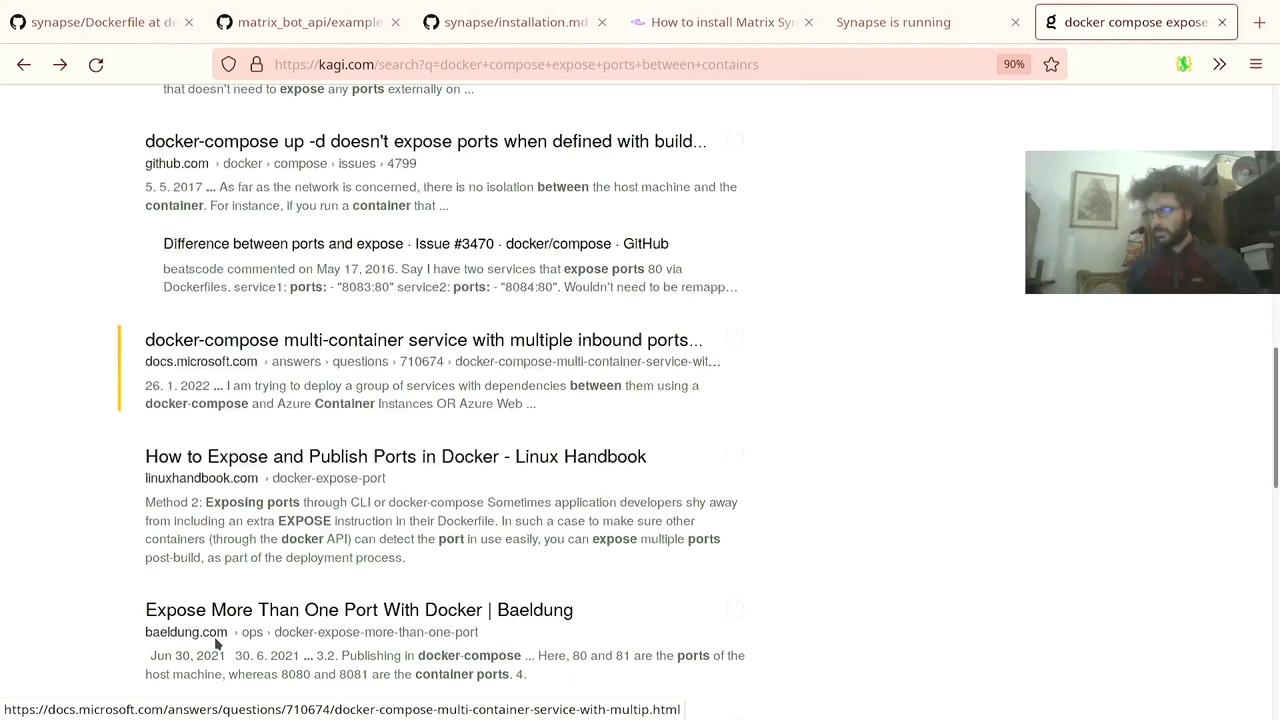 synapse/Dockerfile at de
matrix_bot_api/examples
synapse/installation.md
How to install Matrix Syn
Synapse is running
docker compose expose
https://kagi.com/search?q=docker+compose+expose+ports+between+containrs
90%
that doesn't need to expose any ports externally on ...
docker-compose up -d doesn't expose ports when defined with build...
github.com › docker › compose › issues › 4799
5. 5. 2017 ... As far as the network is concerned, there is no isolation between the host machine and the
container. For instance, if you run a container that ...
Difference between ports and expose · Issue #3470 · docker/compose · GitHub
beatscode commented on May 17, 2016. Say I have two services that expose ports 80 via
Dockerfiles. service1: ports: - "8083:80" service2: ports: - "8084:80". Wouldn't need to be remapp...
docker-compose multi-container service with multiple inbound ports...
docs.microsoft.com › answers › questions › 710674 › docker-compose-multi-container-service-wit...
26. 1. 2022 ... I am trying to deploy a group of services with dependencies between them using a
docker-compose and Azure Container Instances OR Azure Web ...
How to Expose and Publish Ports in Docker - Linux Handbook
linuxhandbook.com › docker-expose-port
Method 2: Exposing ports through CLI or docker-compose Sometimes application developers shy away
from including an extra EXPOSE instruction in their Dockerfile. In such a case to make sure other
containers (through the docker API) can detect the port in use easily, you can expose multiple ports
post-build, as part of the deployment process.
Expose More Than One Port With Docker | Baeldung
baeldung.com › ops › docker-expose-more-than-one-port
Jun 30, 2021 30. 6. 2021 ... 3.2. Publishing in docker-compose ... Here, 80 and 81 are the ports of the
host machine, whereas 8080 and 8081 are the container ports. 4.
https://docs.microsoft.com/answers/questions/710674/docker-compose-multi-container-service-with-multip.html